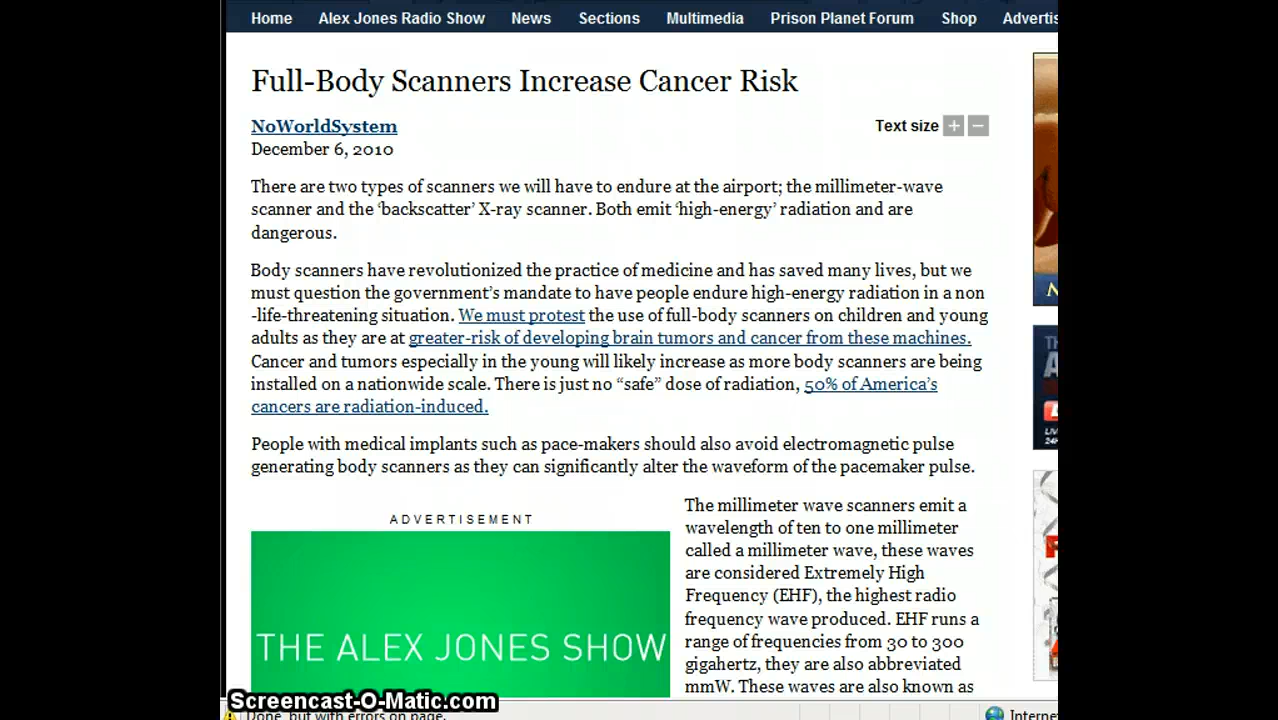 Home Alex Jones Radio Show News Sections Multimedia Prison Planet Forum Shop Advertis
Full-Body Scanners Increase Cancer Risk
NoWorldSystem
Text size + −
December 6, 2010
There are two types of scanners we will have to endure at the airport; the millimeter-wave
scanner and the ‘backscatter’ X-ray scanner. Both emit ‘high-energy’ radiation and are
dangerous.
Body scanners have revolutionized the practice of medicine and has saved many lives, but we
must question the government’s mandate to have people endure high-energy radiation in a non
-life-threatening situation. We must protest the use of full-body scanners on children and young
adults as they are at greater-risk of developing brain tumors and cancer from these machines.
Cancer and tumors especially in the young will likely increase as more body scanners are being
installed on a nationwide scale. There is just no “safe” dose of radiation, 50% of America’s
cancers are radiation-induced.
People with medical implants such as pace-makers should also avoid electromagnetic pulse
generating body scanners as they can significantly alter the waveform of the pacemaker pulse.
ADVERTISEMENT
THE ALEX JONES SHOW
The millimeter wave scanners emit a
wavelength of ten to one millimeter
called a millimeter wave, these waves
are considered Extremely High
Frequency (EHF), the highest radio
frequency wave produced. EHF runs a
range of frequencies from 30 to 300
gigahertz, they are also abbreviated
mmW. These waves are also known as
Screencast-O-Matic.com
Done, but with errors on page.
Interne